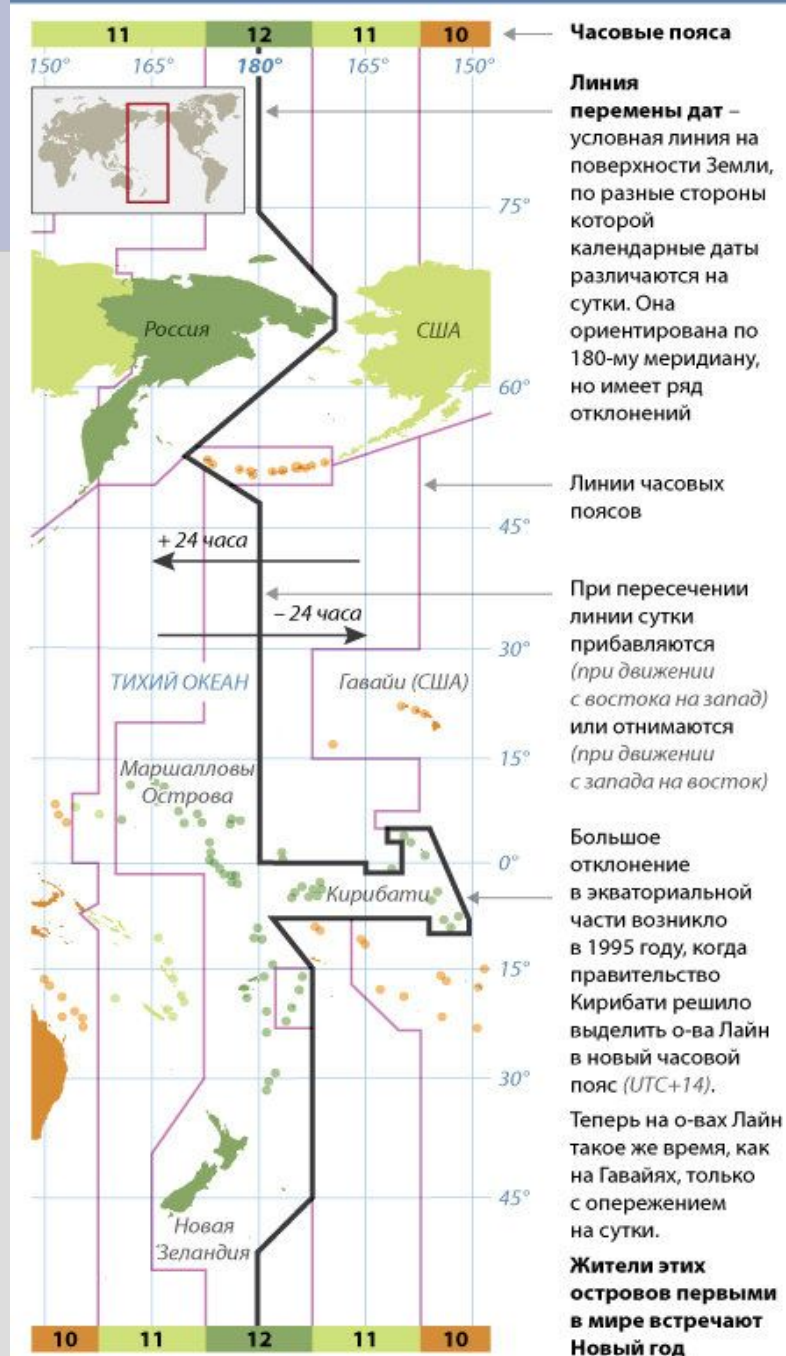 11 12 11 10
150° 165° 180° 165° 150°
75°
60°
45°
30°
15°
0°
15°
30°
45°
Россия
США
+ 24 часа
– 24 часа
ТИХИЙ ОКЕАН
Гавайи (США)
Маршалловы
Острова
Кирибати
Новая
Зеландия
10 11 12 11 10
Часовые пояса
Линия
перемены дат –
условная линия на
поверхности Земли,
по разные стороны
которой
календарные даты
различаются на
сутки. Она
ориентирована по
180-му меридиану,
но имеет ряд
отклонений
Линии часовых
поясов
При пересечении
линии сутки
прибавляются
(при движении
с востока на запад)
или отнимаются
(при движении
с запада на восток)
Большое
отклонение
в экваториальной
части возникло
в 1995 году, когда
правительство
Кирибати решило
выделить о-ва Лайн
в новый часовой
пояс (UTC+14).
Теперь на о-вах Лайн
такое же время, как
на Гавайях, только
с опережением
на сутки.
Жители этих
островов первыми
в мире встречают
Новый год